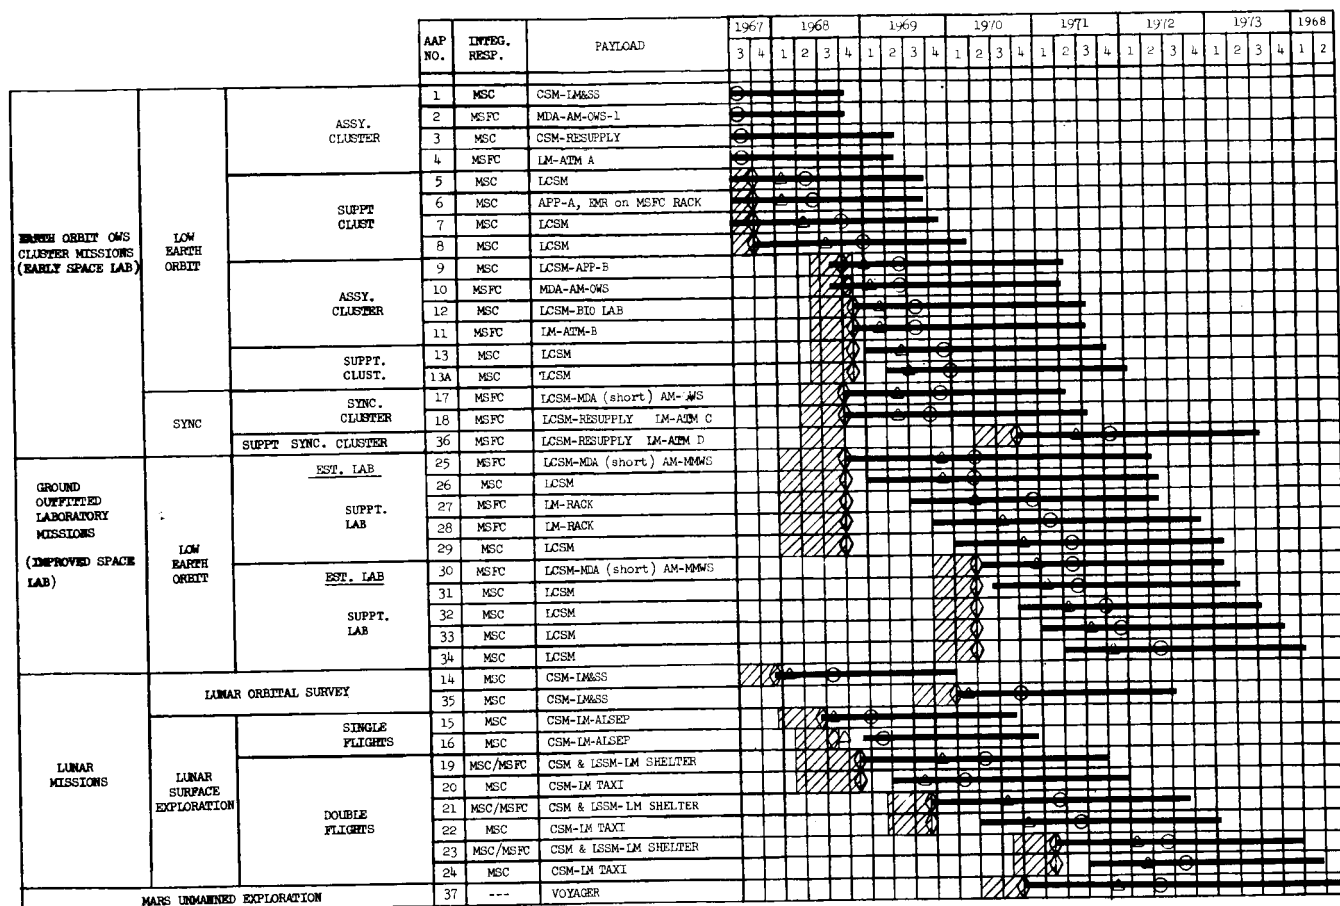 1967 1968 1969 1970 1971 1972 1973 1968
AAP NO. INTEG. RESP. PAYLOAD 3 4 1 2 3 4 1 2 3 4 1 2 3 4 1 2 3 4 1 2 3 4 1 2 3 4 1 2
EARTH ORBIT OWS CLUSTER MISSIONS (EARLY SPACE LAB)
LOW EARTH ORBIT
ASSY. CLUSTER
1 MSC CSM-LM&SS
2 MSFC MDA-AM-OWS-1
3 MSC CSM-RESUPPLY
4 MSFC LM-ATM A
SUPPT CLUST
5 MSC LCSM
6 MSC APP-A, EMR on MSFC RACK
7 MSC LCSM
8 MSC LCSM
ASSY. CLUSTER
9 MSC LCSM-APP-B
10 MSFC MDA-AM-OWS
12 MSC LCSM-BIO LAB
11 MSFC LM-ATM-B
SUPPT. CLUST.
13 MSC LCSM
13A MSC LCSM
SYNC
SYNC. CLUSTER
17 MSFC LCSM-MDA (short) AM-WS
18 MSFC LCSM-RESUPPLY LM-ATM C
SUPPT SYNC. CLUSTER
36 MSFC LCSM-RESUPPLY LM-ATM D
GROUND OUTFITTED LABORATORY MISSIONS
(IMPROVED SPACE LAB)
LOW EARTH ORBIT
EST. LAB
25 MSFC LCSM-MDA (short) AM-MMWS
SUPPT. LAB
26 MSC LCSM
27 MSFC LM-RACK
28 MSFC LM-RACK
29 MSC LCSM
EST. LAB
30 MSFC LCSM-MDA (short) AM-MMWS
SUPPT. LAB
31 MSC LCSM
32 MSC LCSM
33 MSC LCSM
34 MSC LCSM
LUNAR MISSIONS
LUNAR ORBITAL SURVEY
14 MSC CSM-LM&SS
35 MSC CSM-LM&SS
LUNAR SURFACE EXPLORATION
SINGLE FLIGHTS
15 MSC CSM-LM-ALSEP
16 MSC CSM-LM-ALSEP
DOUBLE FLIGHTS
19 MSC/MSFC CSM & LSSM-LM SHELTER
20 MSC CSM-LM TAXI
21 MSC/MSFC CSM & LSSM-LM SHELTER
22 MSC CSM-LM TAXI
23 MSC/MSFC CSM & LSSM-LM SHELTER
24 MSC CSM-LM TAXI
MARS UNMANNED EXPLORATION
37 --- VOYAGER